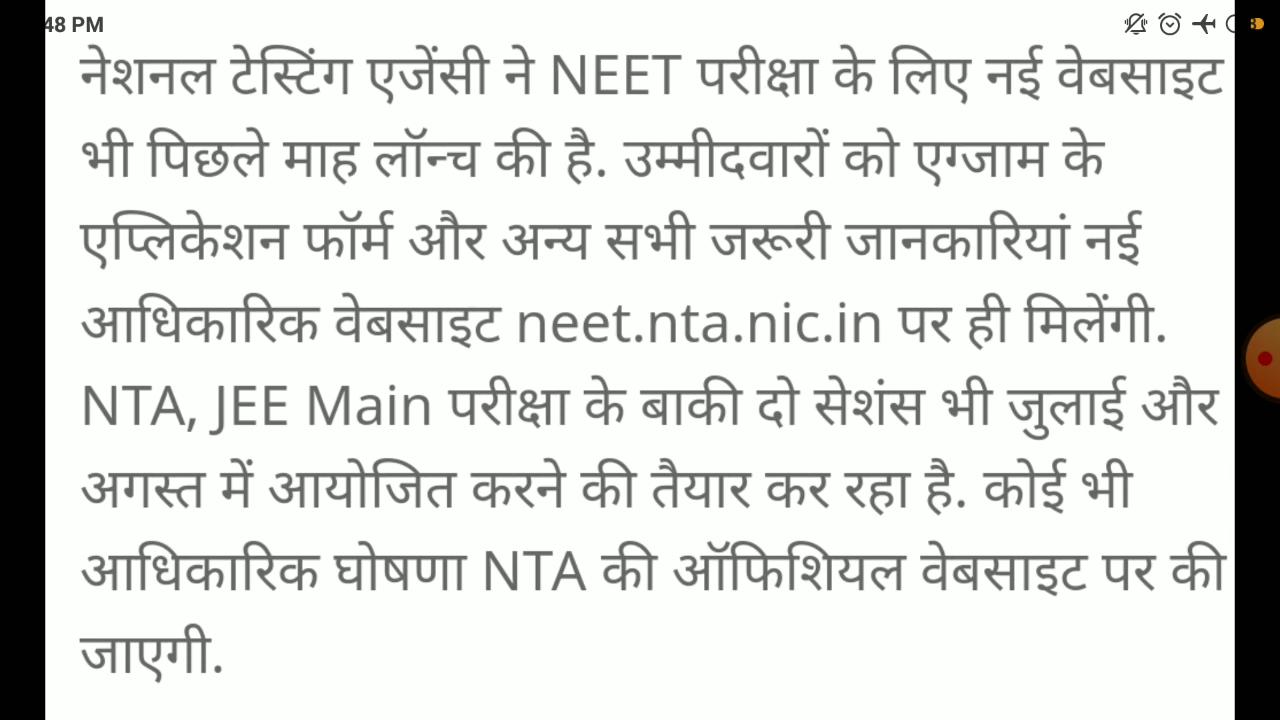 48 PM
नेशनल टेस्टिंग एजेंसी ने NEET परीक्षा के लिए नई वेबसाइट
भी पिछले माह लॉन्च की है. उम्मीदवारों को एग्जाम के
एप्लिकेशन फॉर्म और अन्य सभी जरूरी जानकारियां नई
आधिकारिक वेबसाइट neet.nta.nic.in पर ही मिलेंगी.
NTA, JEE Main परीक्षा के बाकी दो सेशंस भी जुलाई और
अगस्त में आयोजित करने की तैयार कर रहा है. कोई भी
आधिकारिक घोषणा NTA की ऑफिशियल वेबसाइट पर की
जाएगी.